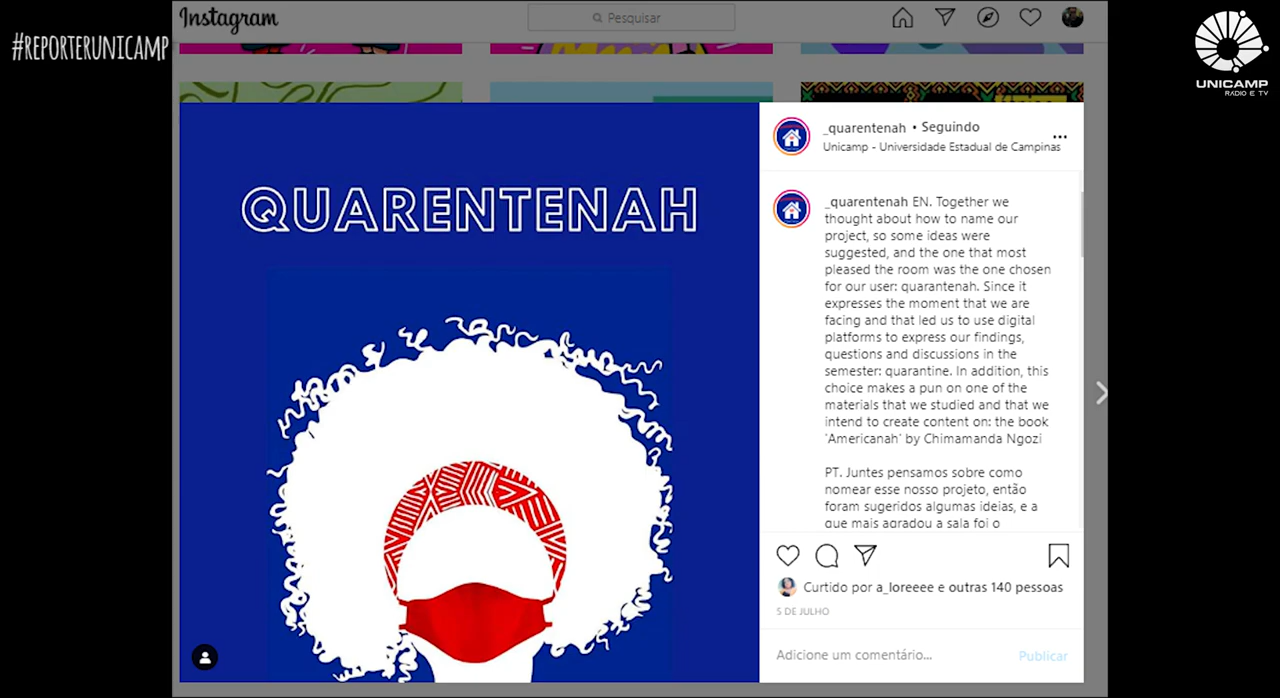 #REPORTERUNICAMP
Instagram
Pesquisar
UNICAMP
RÁDIO E TV
QUARENTENAH
_quarentenah • Seguindo
Unicamp - Universidade Estadual de Campinas
_quarentenah EN. Together we
thought about how to name our
project, so some ideas were
suggested, and the one that most
pleased the room was the one chosen
for our user: quarantenah. Since it
expresses the moment that we are
facing and that led us to use digital
platforms to express our findings,
questions and discussions in the
semester: quarantine. In addition, this
choice makes a pun on one of the
materials that we studied and that we
intend to create content on: the book
'Americanah' by Chimamanda Ngozi
PT. Juntes pensamos sobre como
nomear esse nosso projeto, então
foram sugeridos algumas ideias, e a
que mais agradou a sala foi o
Curtido por a_loreeee e outras 140 pessoas
5 DE JULHO
Adicione um comentário...
Publicar